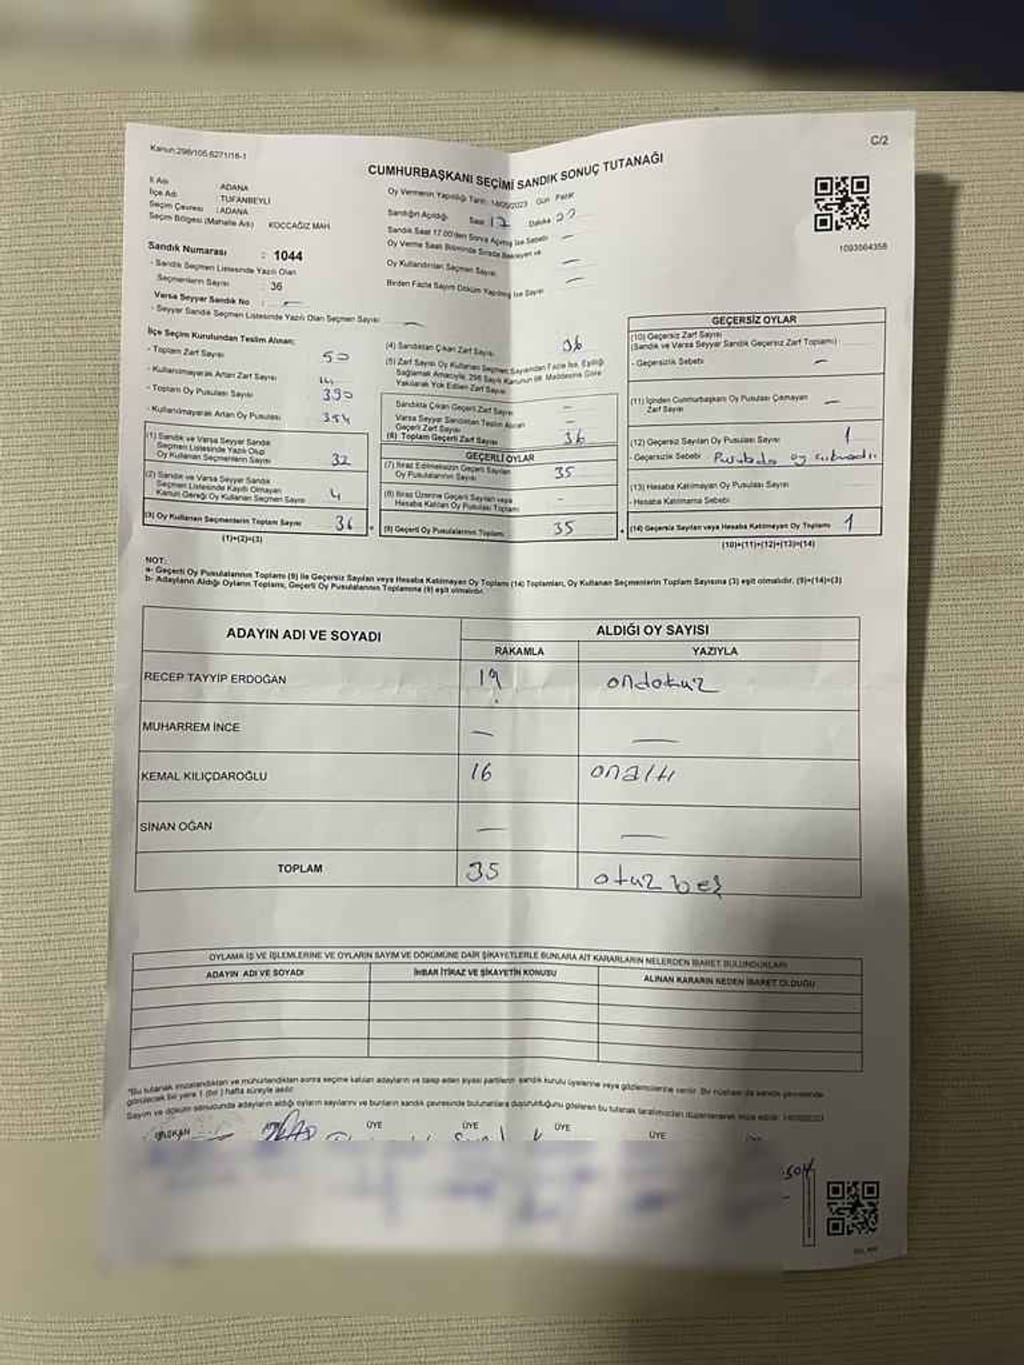 Kanun:298/105.6271/16-1
C/2
CUMHURBAŞKANI SEÇİMİ SANDIK SONUÇ TUTANAĞI
İl Adı ADANA
İlçe Adı TUFANBEYLİ
Seçim Çevresi : ADANA
Seçim Bölgesi (Mahalle Adı) KOCCAĞIZ MAH.
Oy Vermenin Yapıldığı Tarih: 14/05/2023 Gün Pazar
Sandığın Açıldığı Saat 17 Dakika
Sandık Saat 17.00'den Sonra Açılmış İse Sebebi —
Oy Verme Saati Bitiminde Sırada Bekleyen ve
Oy Kullandırılan Seçmen Sayısı —
Birden Fazla Sayım Döküm Yapılmış İse Sayısı —
1093564358
Sandık Numarası : 1044
- Sandık Seçmen Listesinde Yazılı Olan
Seçmenlerin Sayısı 36
Varsa Seyyar Sandık No : —
- Seyyar Sandık Seçmen Listesinde Yazılı Olan Seçmen Sayısı —
İlçe Seçim Kurulundan Teslim Alınan:
- Toplam Zarf Sayısı 50
- Kullanılmayarak Artan Zarf Sayısı 14
- Toplam Oy Pusulası Sayısı 390
- Kullanılmayarak Artan Oy Pusulası 354
(1) Sandık ve Varsa Seyyar Sandık
Seçmen Listesinde Yazılı Olup
Oy Kullanan Seçmenlerin Sayısı 32
(2) Sandık ve Varsa Seyyar Sandık
Seçmen Listesinde Kayıtlı Olmayan
Kanun Gereği Oy Kullanan Seçmen Sayısı 4
(3) Oy Kullanan Seçmenlerin Toplam Sayısı 36
(1)+(2)=(3)
(4) Sandıktan Çıkan Zarf Sayısı 36
(5) Zarf Sayısı Oy Kullanan Seçmen Sayısından Fazla İse, Eşitliği
Sağlamak Amacıyla, 298 Sayılı Kanunun 98. Maddesine Göre
Yakılarak Yok Edilen Zarf Sayısı
Sandıkta Çıkan Geçerli Zarf Sayısı —
Varsa Seyyar Sandıktan Teslim Alınan
Geçerli Zarf Sayısı —
(6) Toplam Geçerli Zarf Sayısı 36
GEÇERLİ OYLAR
(7) İtiraz Edilmeksizin Geçerli Sayılan
Oy Pusulalarının Sayısı 35
(8) İtiraz Üzerine Geçerli Sayılan veya
Hesaba Katılan Oy Pusulası Toplamı -
(9) Geçerli Oy Pusulalarının Toplamı 35
GEÇERSİZ OYLAR
(10) Geçersiz Zarf Sayısı
(Sandık ve Varsa Seyyar Sandık Geçersiz Zarf Toplamı)
- Geçersizlik Sebebi —
(11) İçinden Cumhurbaşkanı Oy Pusulası Çıkmayan
Zarf Sayısı —
(12) Geçersiz Sayılan Oy Pusulası Sayısı 1
- Geçersizlik Sebebi Pusulada oy
(13) Hesaba Katılmayan Oy Pusulası Sayısı
- Hesaba Katılmama Sebebi
(14) Geçersiz Sayılan veya Hesaba Katılmayan Oy Toplamı 1
(10)+(11)+(12)+(13)=(14)
NOT:
a- Geçerli Oy Pusulalarının Toplamı (9) ile Geçersiz Sayılan veya Hesaba Katılmayan Oy Toplamı (14) Toplamları, Oy Kullanan Seçmenlerin Toplam Sayısına (3) eşit olmalıdır. (9)+(14)=(3)
b- Adayların Aldığı Oyların Toplamı, Geçerli Oy Pusulalarının Toplamına (9) eşit olmalıdır.
ADAYIN ADI VE SOYADI ALDIĞI OY SAYISI
RAKAMLA YAZIYLA
RECEP TAYYİP ERDOĞAN 19 ondokuz
MUHARREM İNCE — —
KEMAL KILIÇDAROĞLU 16 onaltı
SİNAN OĞAN — —
TOPLAM 35 otuz beş
OYLAMA İŞ VE İŞLEMLERİNE VE OYLARIN SAYIM VE DÖKÜMÜNE DAİR ŞİKAYETLERLE BUNLARA AİT KARARLARIN NELERDEN İBARET BULUNDUKLARI
ADAYIN ADI VE SOYADI İHBAR İTİRAZ VE ŞİKAYETİN KONUSU ALINAN KARARIN NEDEN İBARET OLDUĞU
"Bu tutanak imzalandıktan ve mühürlendikten sonra seçime katılan adayların ve talep eden siyasi partilerin sandık kurulu üyelerine veya gözlemcilerine verilir. Bir nüshası da sandık çevresinde
görülecek bir yere 1 (bir) hafta süreyle asılır.
Sayım ve döküm sonucunda adayların aldığı oyların sayılarını ve bunların sandık çevresinde bulunanlara duyurulduğunu gösteren bu tutanak tarafımızdan düzenlenerek imza edildi.
BAŞKAN ÜYE ÜYE ÜYE ÜYE